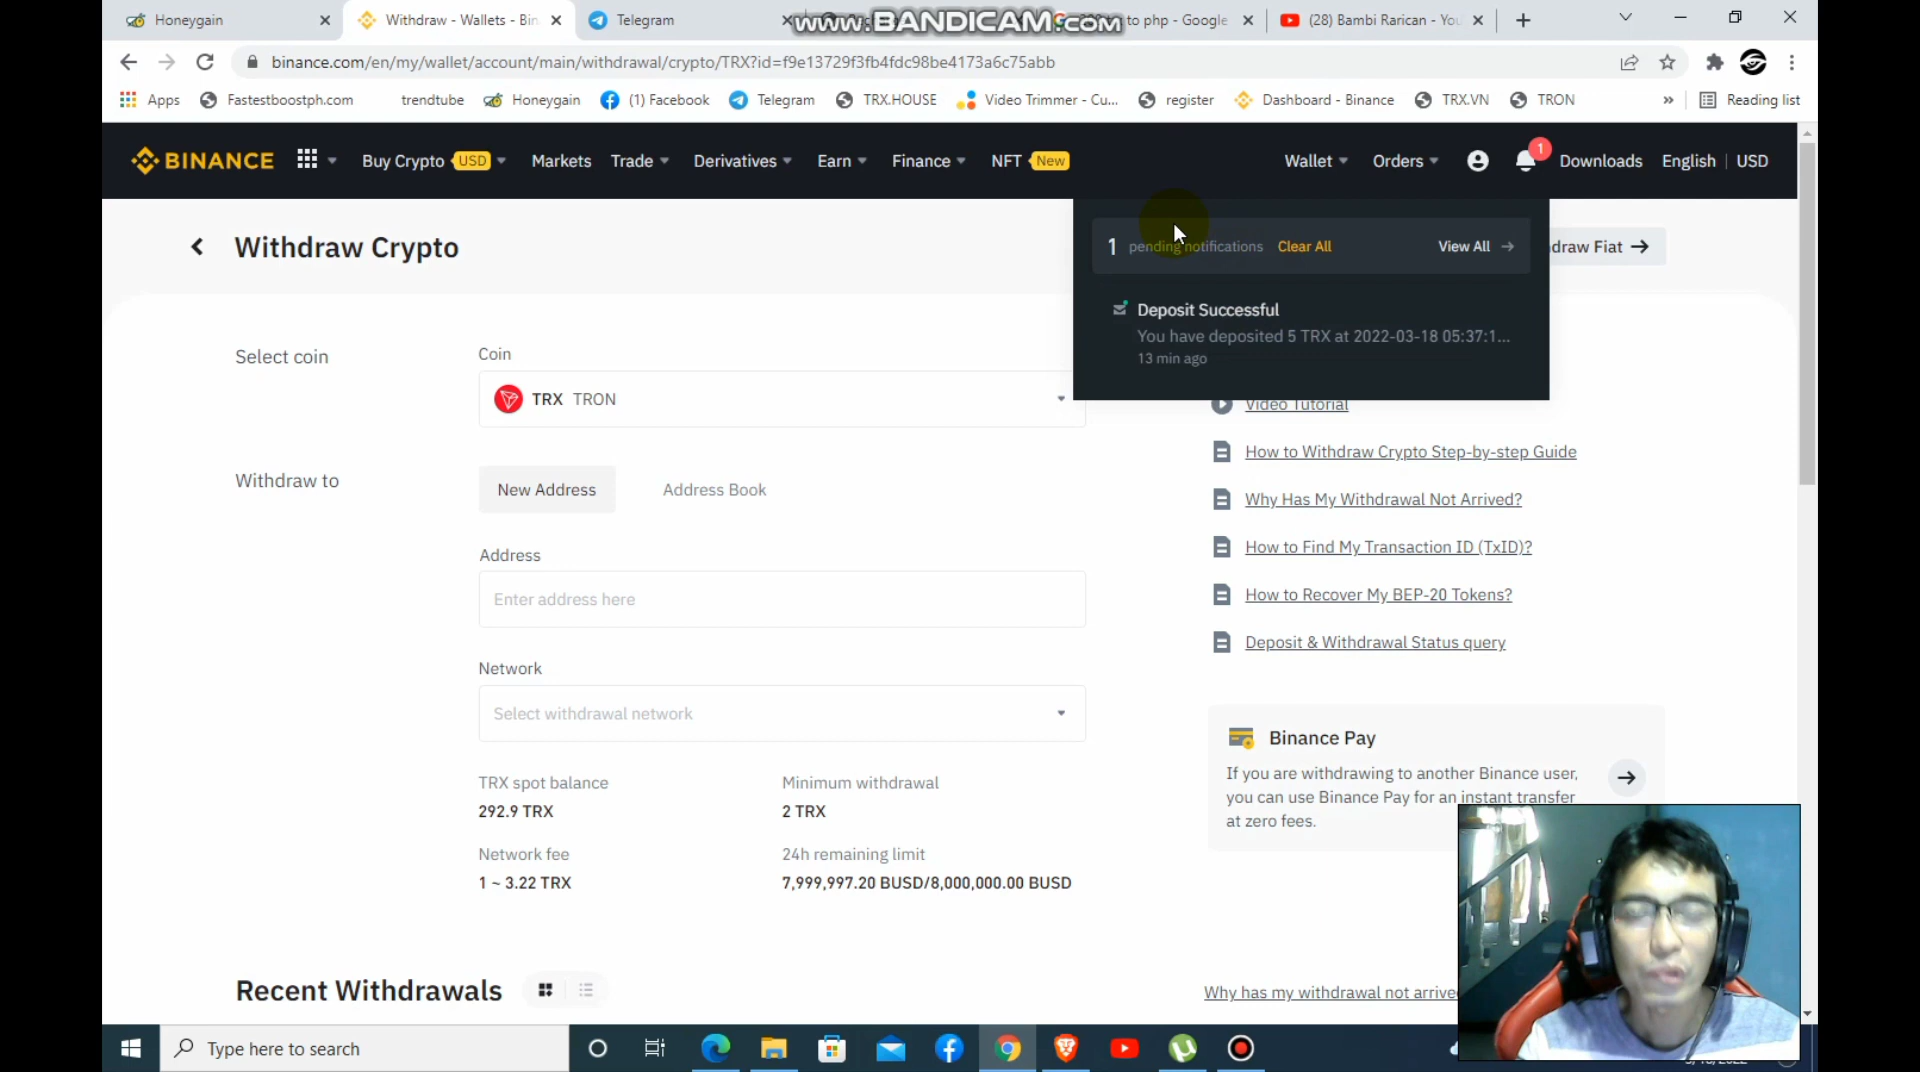 Honeygain
Withdraw - Wallets - Bin
Telegram
to php - Google
(28) Bambi Rarican - You
www.BANDICAM.com
binance.com/en/my/wallet/account/main/withdrawal/crypto/TRX?id=f9e13729f3fb4fdc98be4173a6c75abb
Apps
Fastestboostph.com
trendtube
Honeygain
(1) Facebook
Telegram
TRX.HOUSE
Video Trimmer - Cu...
register
Dashboard - Binance
TRX.VN
TRON
»
Reading list
BINANCE
Buy Crypto USD
Markets
Trade
Derivatives
Earn
Finance
NFT New
Wallet
Orders
1
Downloads
English | USD
Withdraw Crypto
1 pending notifications Clear All
View All →
draw Fiat →
Deposit Successful
You have deposited 5 TRX at 2022-03-18 05:37:1...
13 min ago
Select coin
Coin
TRX TRON
Video Tutorial
How to Withdraw Crypto Step-by-step Guide
Withdraw to
New Address
Address Book
Why Has My Withdrawal Not Arrived?
Address
How to Find My Transaction ID (TxID)?
Enter address here
How to Recover My BEP-20 Tokens?
Deposit & Withdrawal Status query
Network
Select withdrawal network
Binance Pay
If you are withdrawing to another Binance user,
you can use Binance Pay for an instant transfer
at zero fees.
TRX spot balance
292.9 TRX
Minimum withdrawal
2 TRX
Network fee
1 ~ 3.22 TRX
24h remaining limit
7,999,997.20 BUSD/8,000,000.00 BUSD
Recent Withdrawals
Why has my withdrawal not arrive
Type here to search